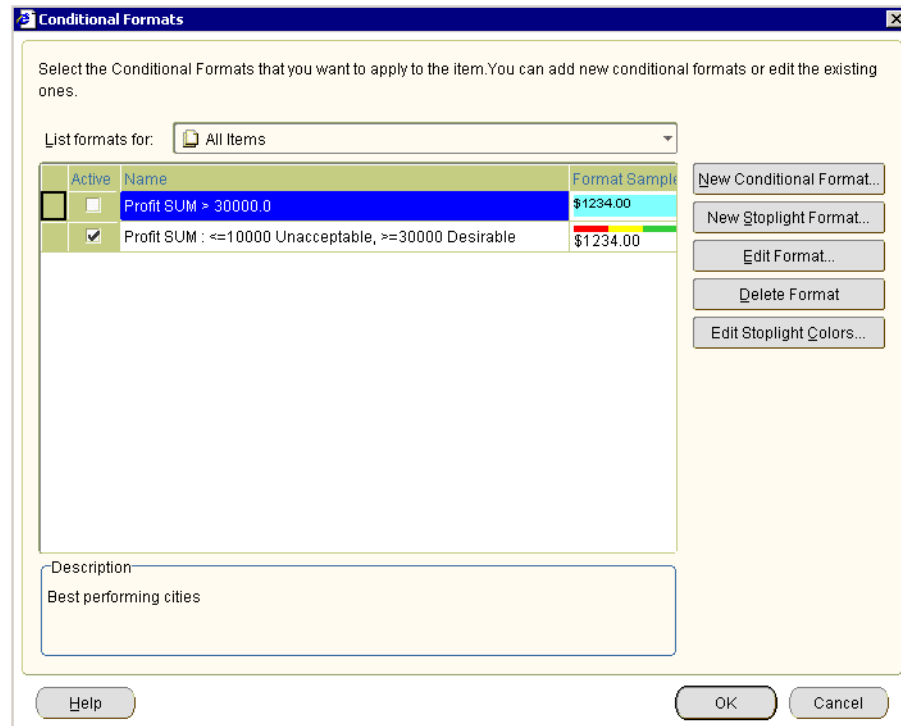 Conditional Formats
Select the Conditional Formats that you want to apply to the item.You can add new conditional formats or edit the existing
ones.
List formats for: All Items
Active Name Format Sample
Profit SUM > 30000.0 $1234.00
Profit SUM : <=10000 Unacceptable, >=30000 Desirable $1234.00
New Conditional Format...
New Stoplight Format...
Edit Format...
Delete Format
Edit Stoplight Colors...
Description
Best performing cities
Help OK Cancel